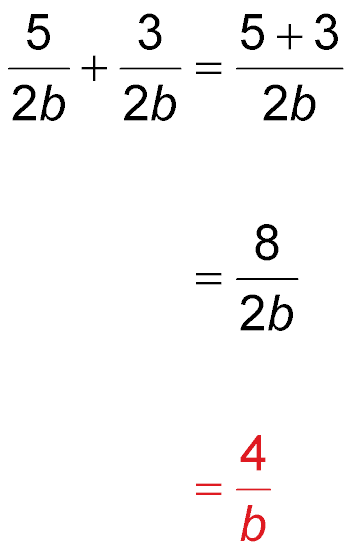 5/2b + 3/2b = 5 + 3/2b
= 8/2b
= 4/b